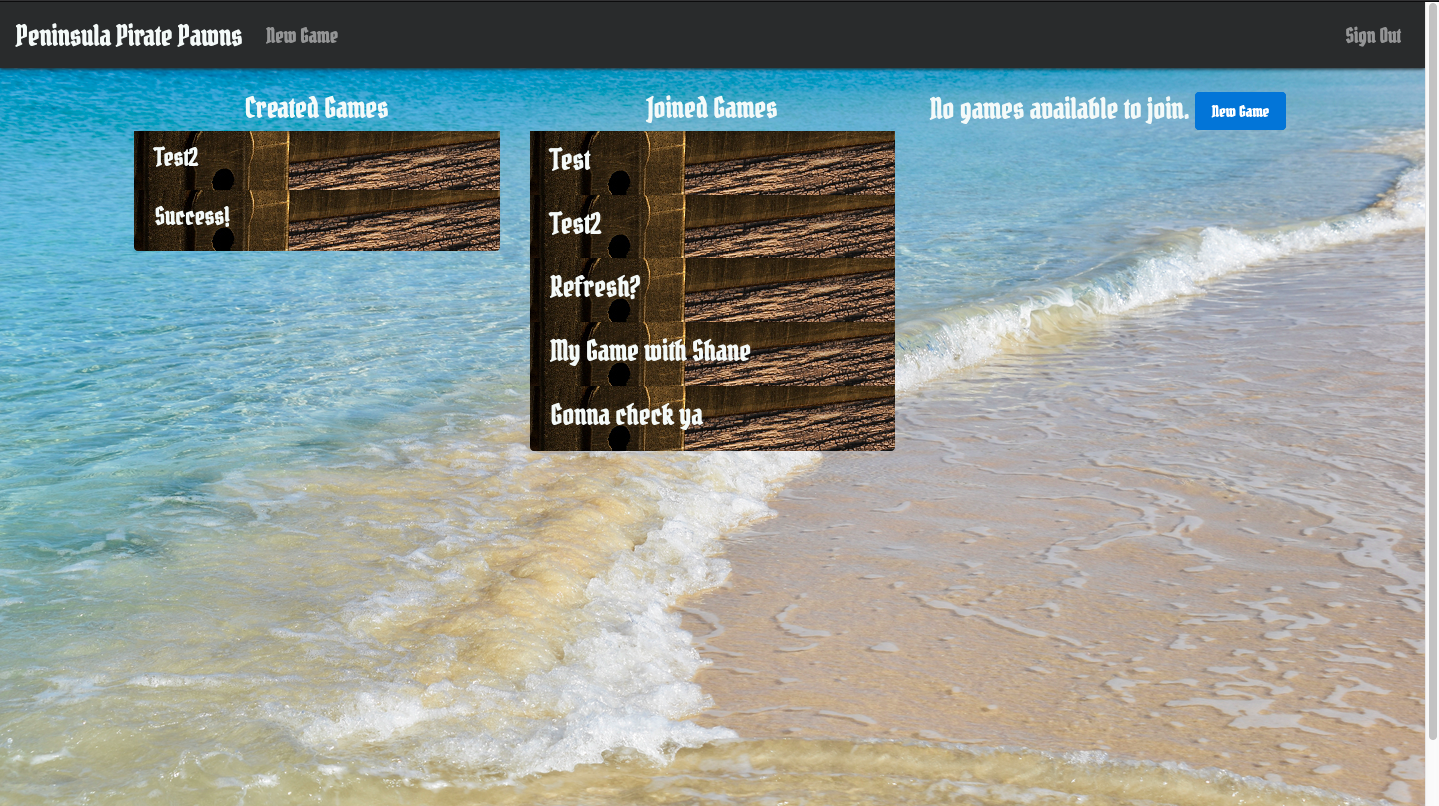 Peninsula Pirate Pawns New Game Sign Out
Created Games
Test2
Success!
Joined Games
Test
Test2
Refresh?
My Game with Shane
Gonna check ya
No games available to join. New Game